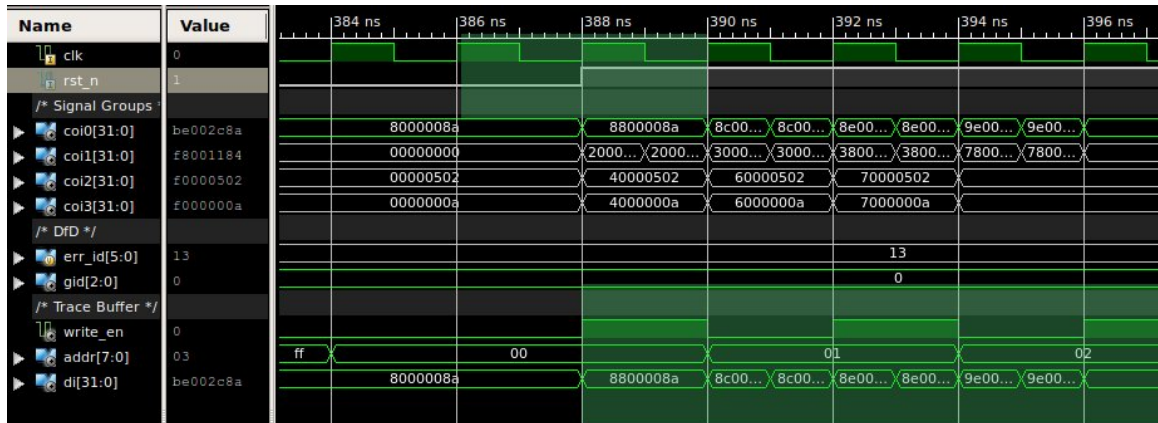 Name Value 384 ns 386 ns 388 ns 390 ns 392 ns 394 ns 396 ns
clk 0
rst_n 1
/* Signal Groups *
coi0[31:0] be002c8a 8000008a 8800008a 8c00... 8c00... 8e00... 8e00... 9e00... 9e00...
coi1[31:0] f8001184 00000000 2000... 2000... 3000... 3000... 3800... 3800... 7800... 7800...
coi2[31:0] f0000502 00000502 40000502 60000502 70000502
coi3[31:0] f000000a 0000000a 4000000a 6000000a 7000000a
/* DfD */
err_id[5:0] 13 13
gid[2:0] 0 0
/* Trace Buffer */
write_en 0
addr[7:0] 03 ff 00 01 02
di[31:0] be002c8a 8000008a 8800008a 8c00... 8c00... 8e00... 8e00... 9e00... 9e00...